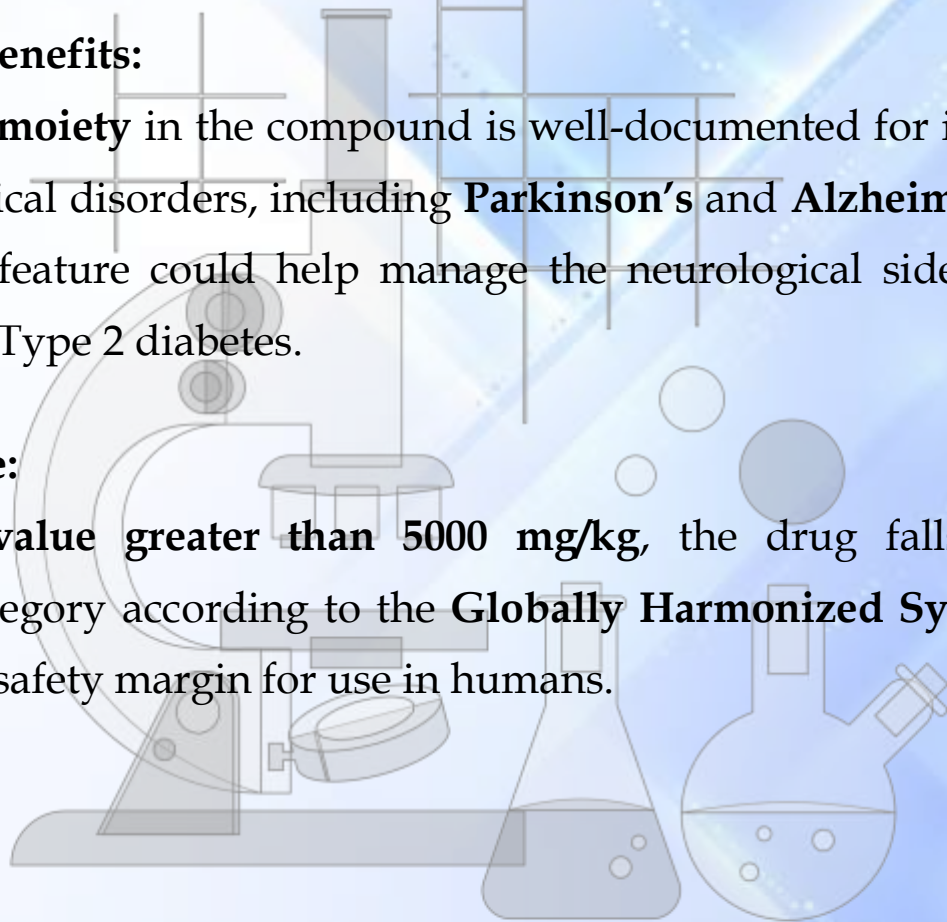 enefits:
moiety in the compound is well-documented for i
ical disorders, including Parkinson’s and Alzheim
feature could help manage the neurological side
Type 2 diabetes.
e:
value greater than 5000 mg/kg, the drug fall
egory according to the Globally Harmonized Sy
safety margin for use in humans.